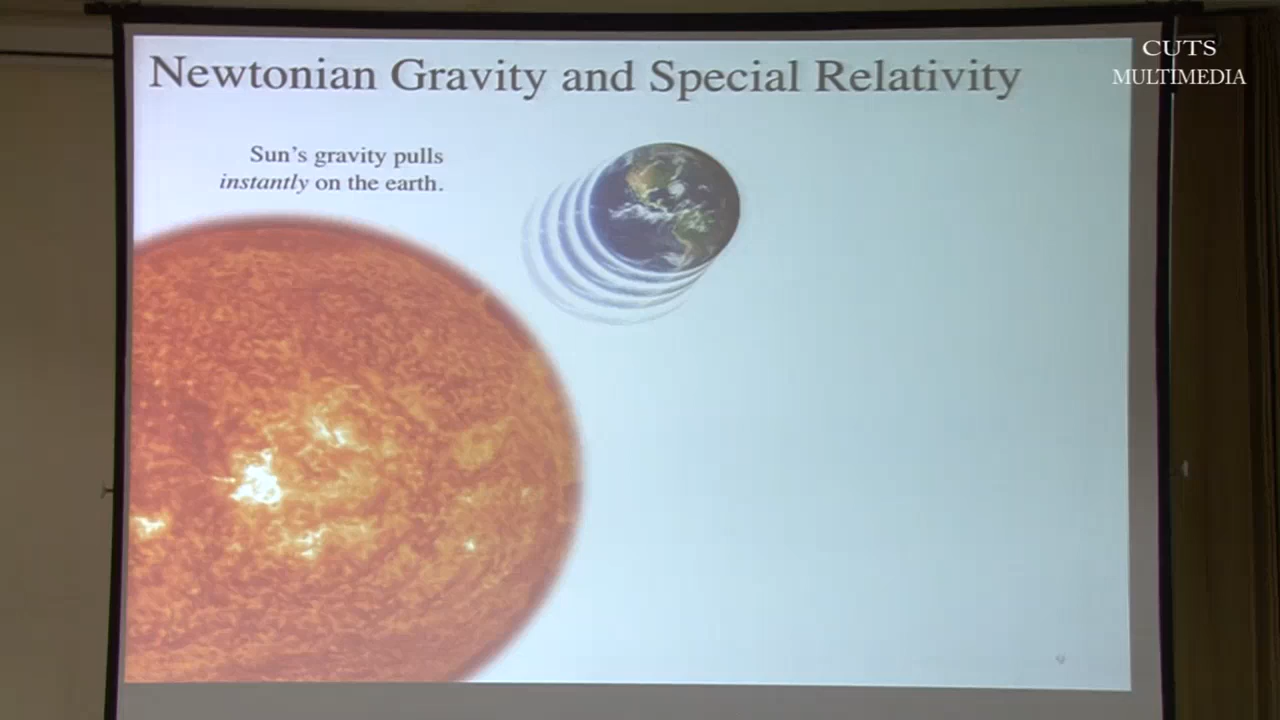 CUTS
MULTIMEDIA
Newtonian Gravity and Special Relativity
Sun's gravity pulls
instantly on the earth.